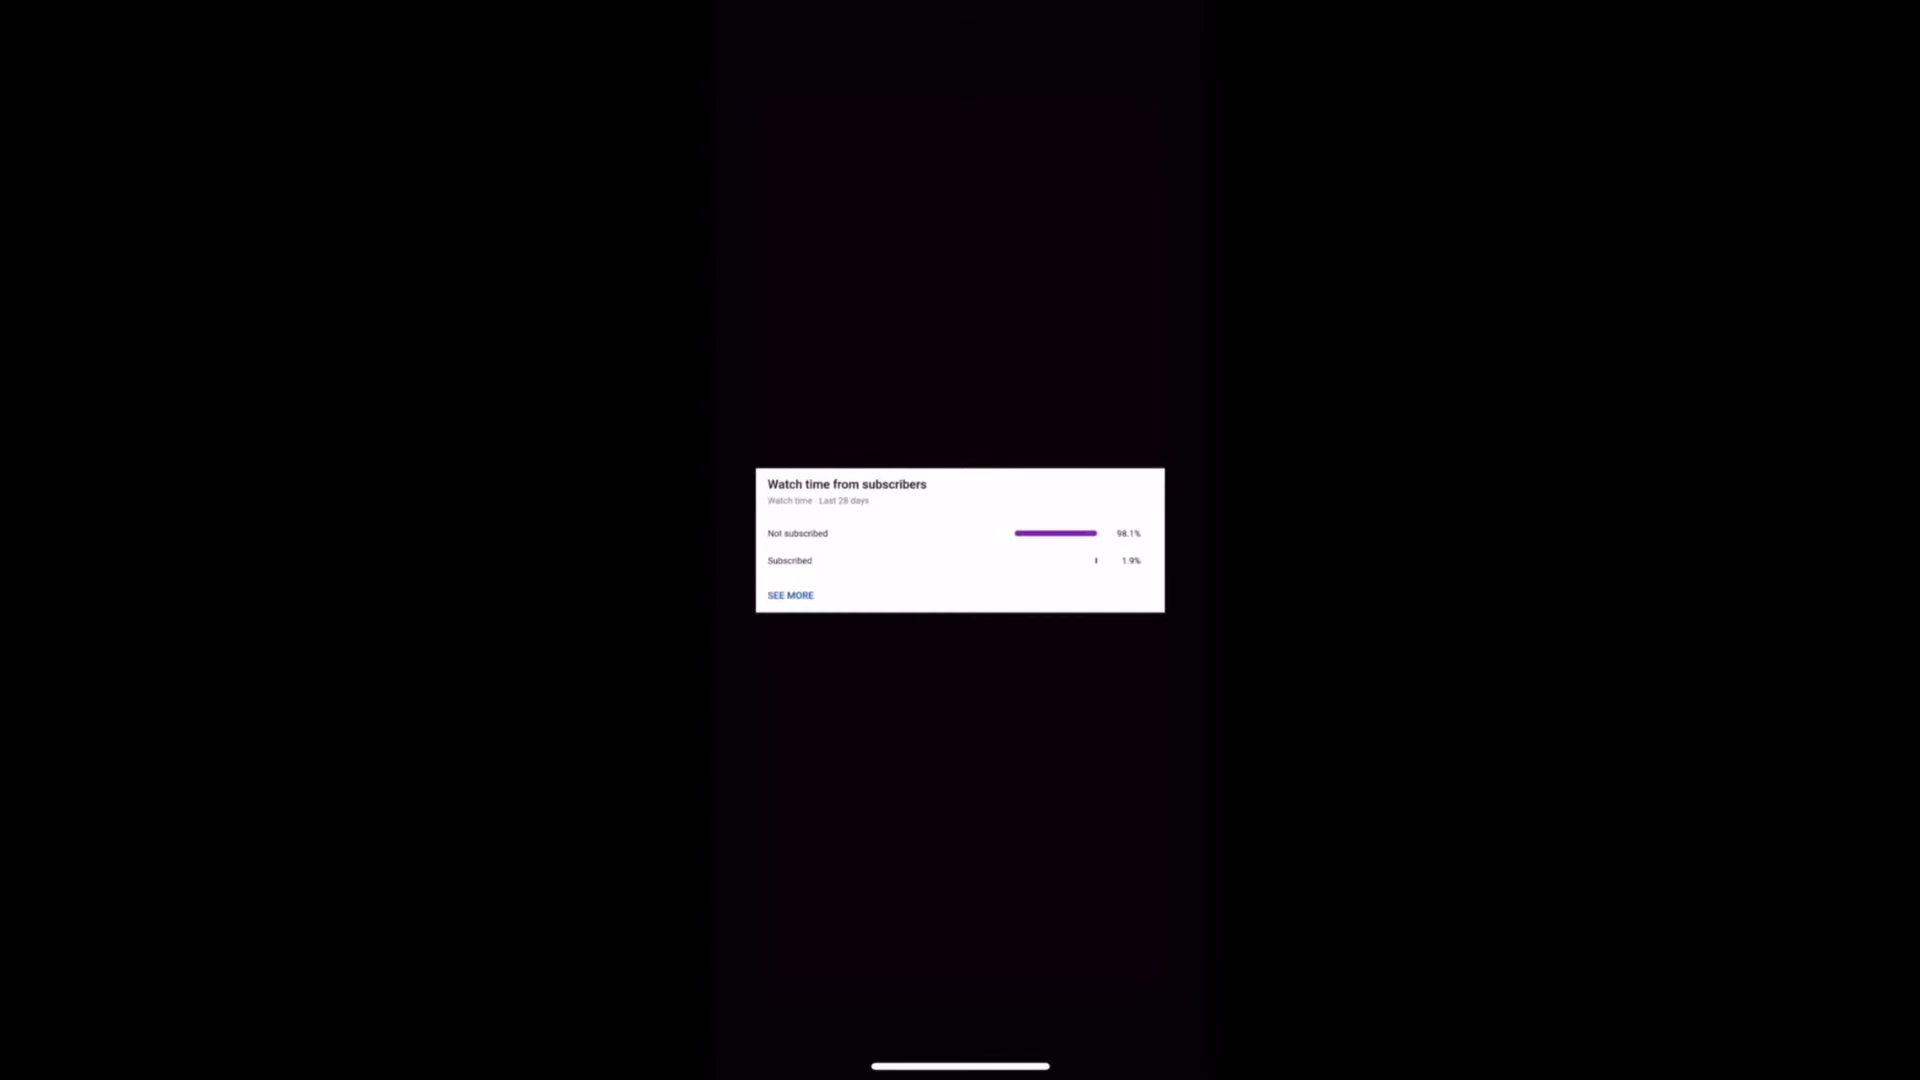 Watch time from subscribers
Watch time · Last 28 days
Not subscribed 98.1%
Subscribed 1.9%
SEE MORE